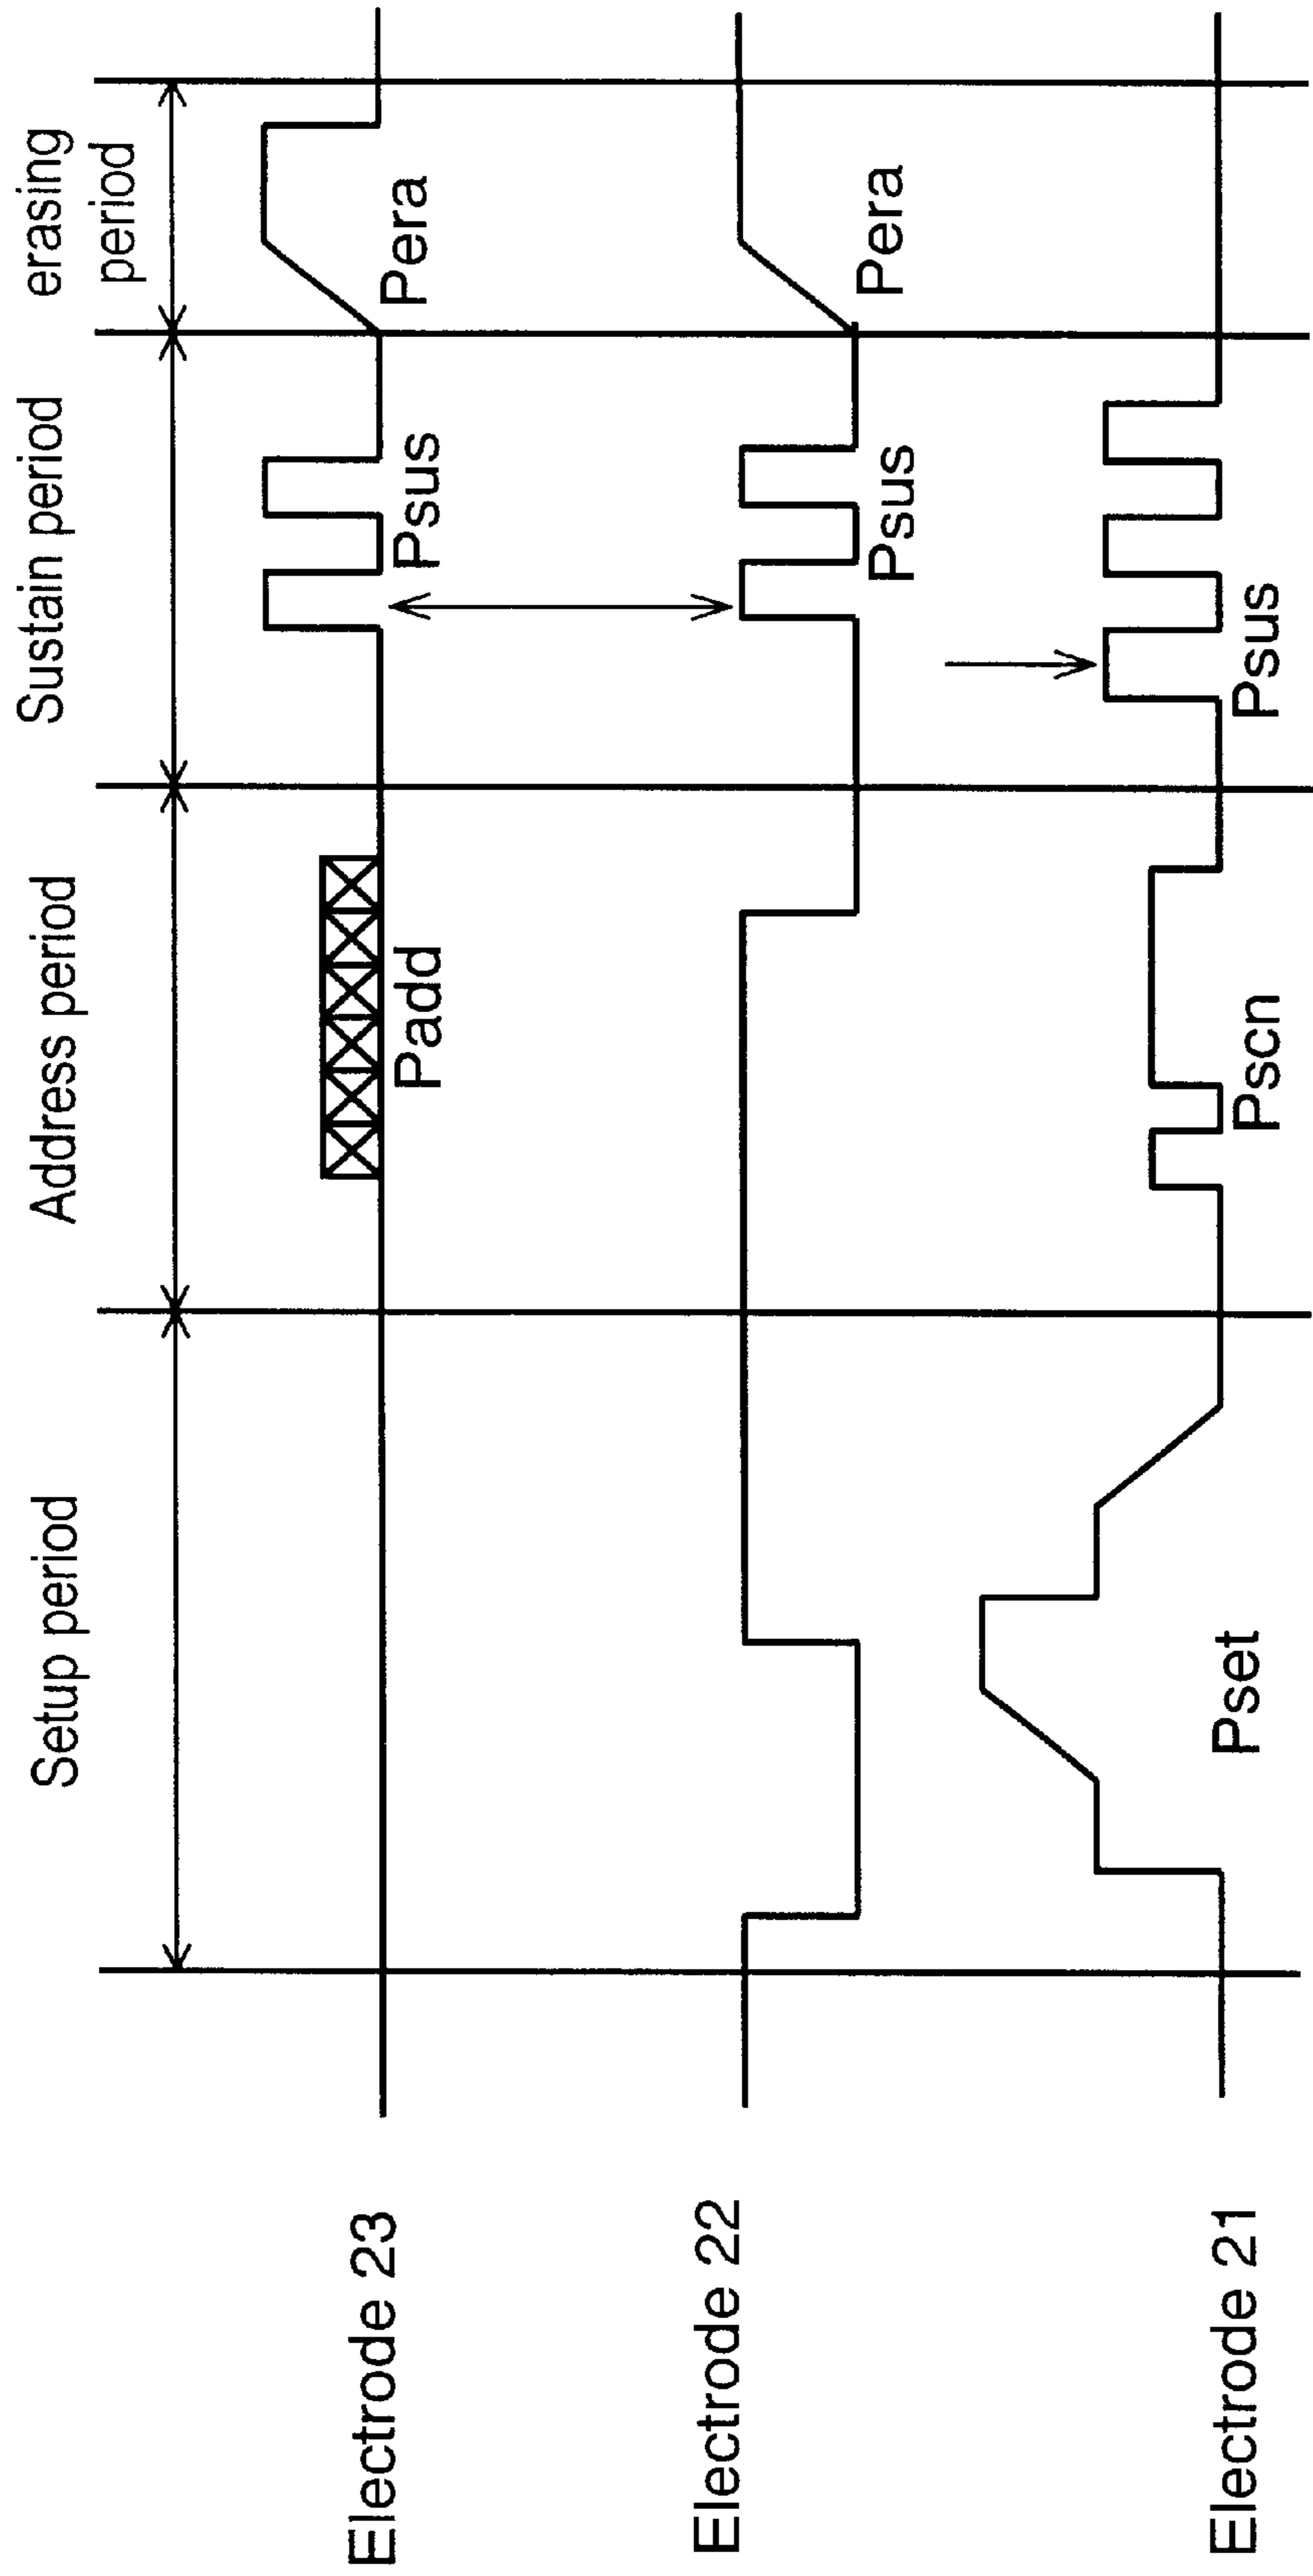 Setup period
Address period
Sustain period
erasing
period
Electrode 23
Padd
Psus
Pera
Electrode 22
Psus
Pera
Electrode 21
Pset
Pscn
Psus